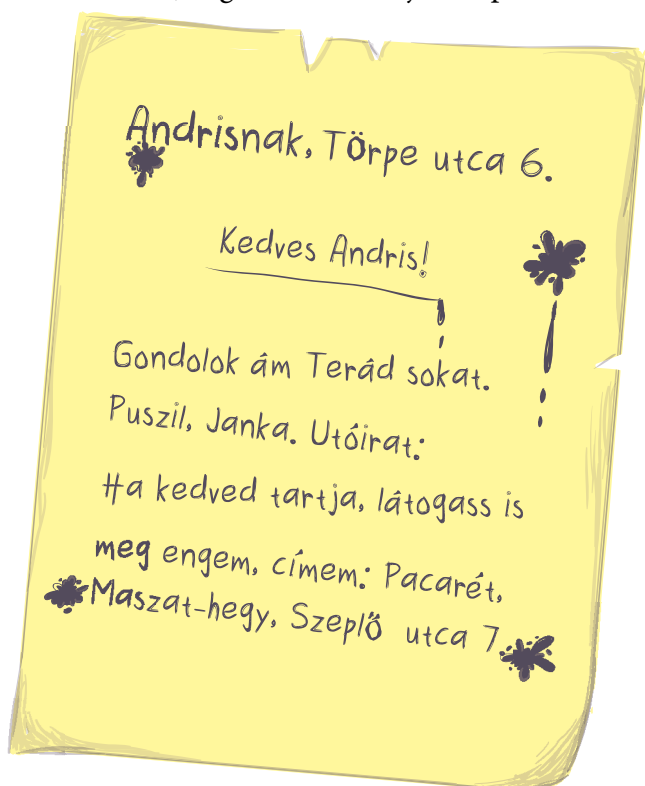 Andrisnak, Törpe utca 6.
Kedves Andris!
Gondolok ám Terád sokat.
Puszil, Janka. Utóirat:
Ha kedved tartja, látogass is
meg engem, címem: Pacarét,
Maszat-hegy, Szeplő utca 7.